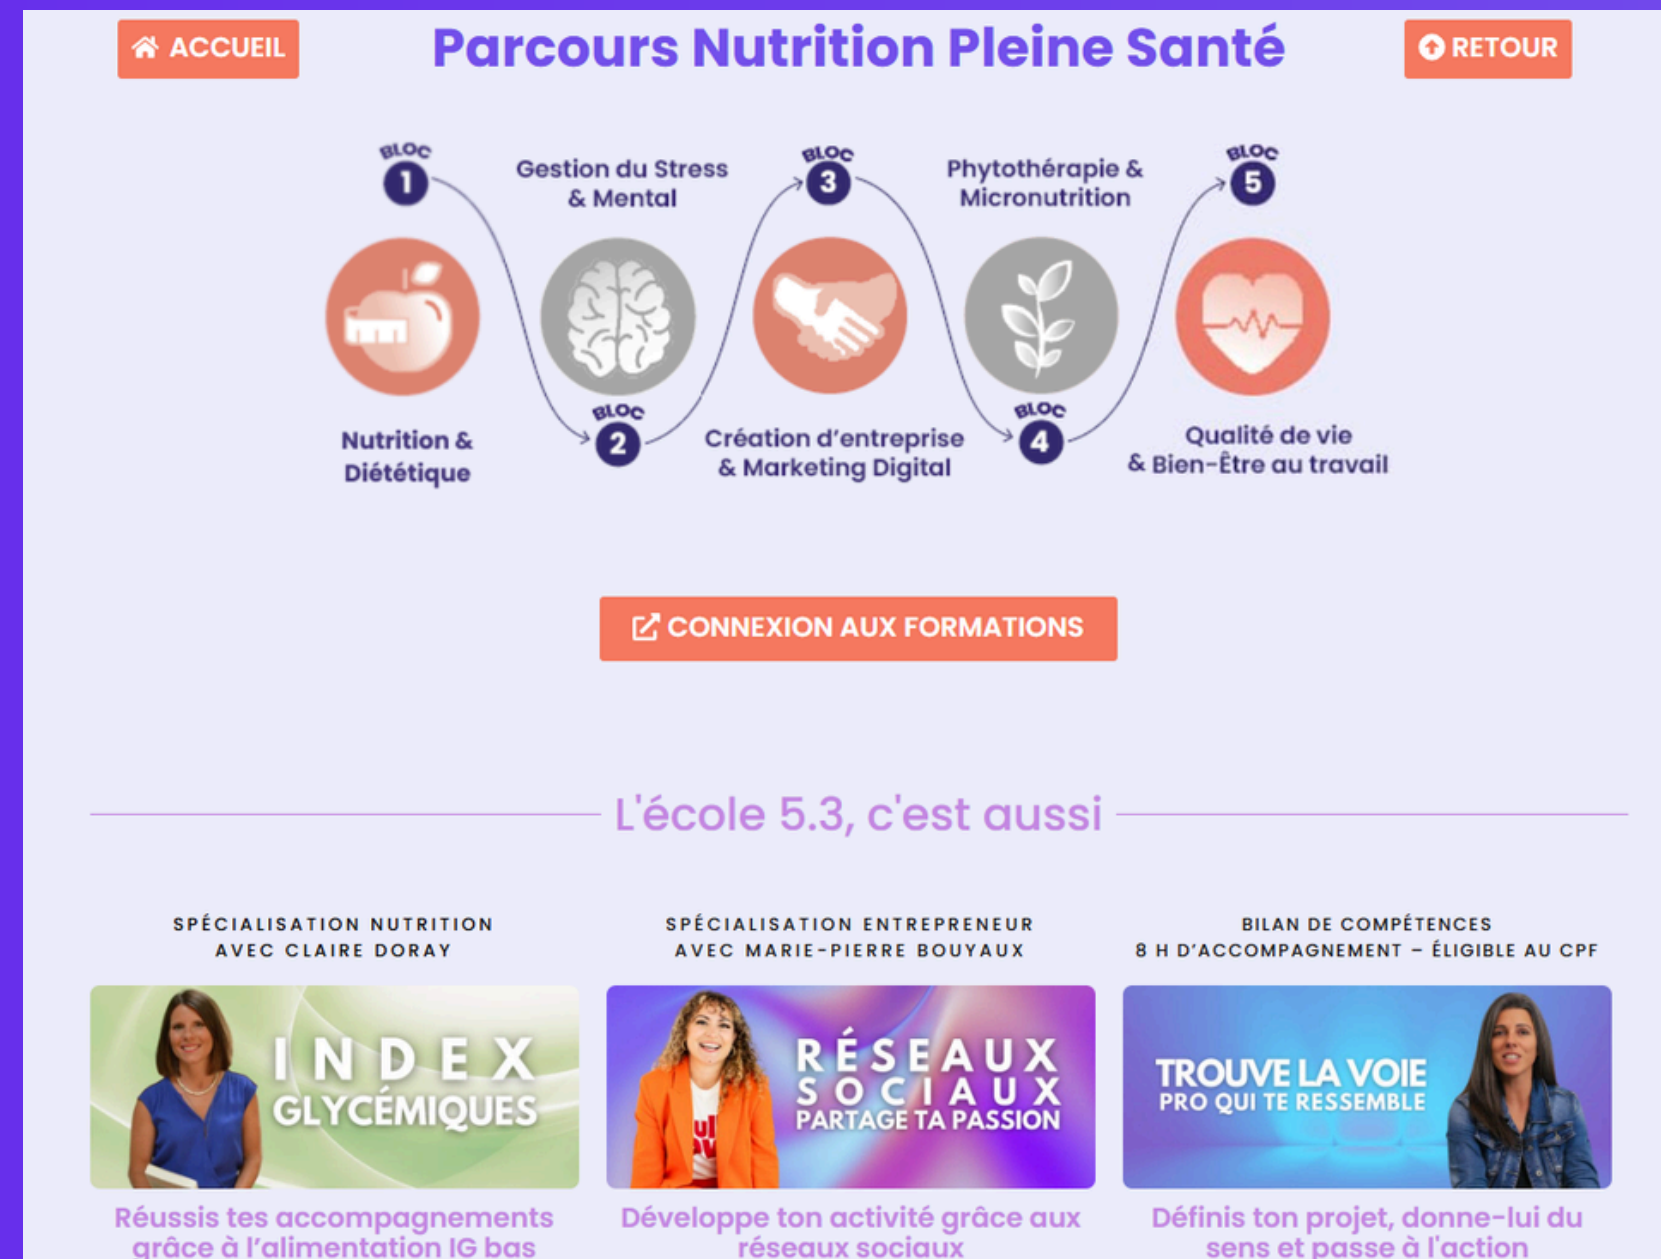 ACCUEIL
Parcours Nutrition Pleine Santé
RETOUR
BLOC
1
Nutrition &
Diététique
Gestion du Stress
& Mental
BLOC
2
BLOC
3
Création d’entreprise
& Marketing Digital
Phytothérapie &
Micronutrition
BLOC
4
BLOC
5
Qualité de vie
& Bien-Être au travail
CONNEXION AUX FORMATIONS
L'école 5.3, c'est aussi
SPÉCIALISATION NUTRITION
AVEC CLAIRE DORAY
INDEX
GLYCÉMIQUES
Réussis tes accompagnements
grâce à l’alimentation IG bas
SPÉCIALISATION ENTREPRENEUR
AVEC MARIE-PIERRE BOUYAUX
RÉSEAUX
SOCIAUX
PARTAGE TA PASSION
Développe ton activité grâce aux
réseaux sociaux
BILAN DE COMPÉTENCES
8 H D’ACCOMPAGNEMENT – ÉLIGIBLE AU CPF
TROUVE LA VOIE
PRO QUI TE RESSEMBLE
Définis ton projet, donne-lui du
sens et passe à l'action